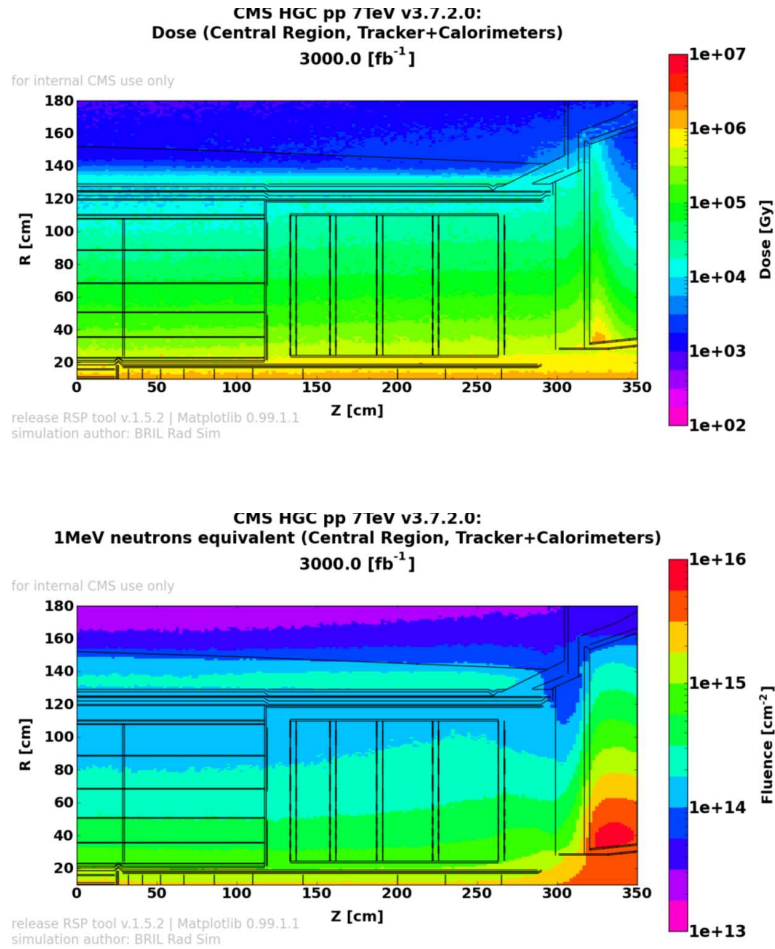 CMS HGC pp 7TeV v3.7.2.0:
Dose (Central Region, Tracker+Calorimeters)
3000.0 [fb⁻¹]
for internal CMS use only
180
160
140
120
100
80
60
40
20
R [cm]
0 50 100 150 200 250 300 350
Z [cm]
1e+07
1e+06
1e+05
1e+04
1e+03
1e+02
Dose [Gy]
release RSP tool v.1.5.2 | Matplotlib 0.99.1.1
simulation author: BRIL Rad Sim
CMS HGC pp 7TeV v3.7.2.0:
1MeV neutrons equivalent (Central Region, Tracker+Calorimeters)
3000.0 [fb⁻¹]
for internal CMS use only
180
160
140
120
100
80
60
40
20
R [cm]
0 50 100 150 200 250 300 350
Z [cm]
1e+16
1e+15
1e+14
1e+13
Fluence [cm⁻²]
release RSP tool v.1.5.2 | Matplotlib 0.99.1.1
simulation author: BRIL Rad Sim